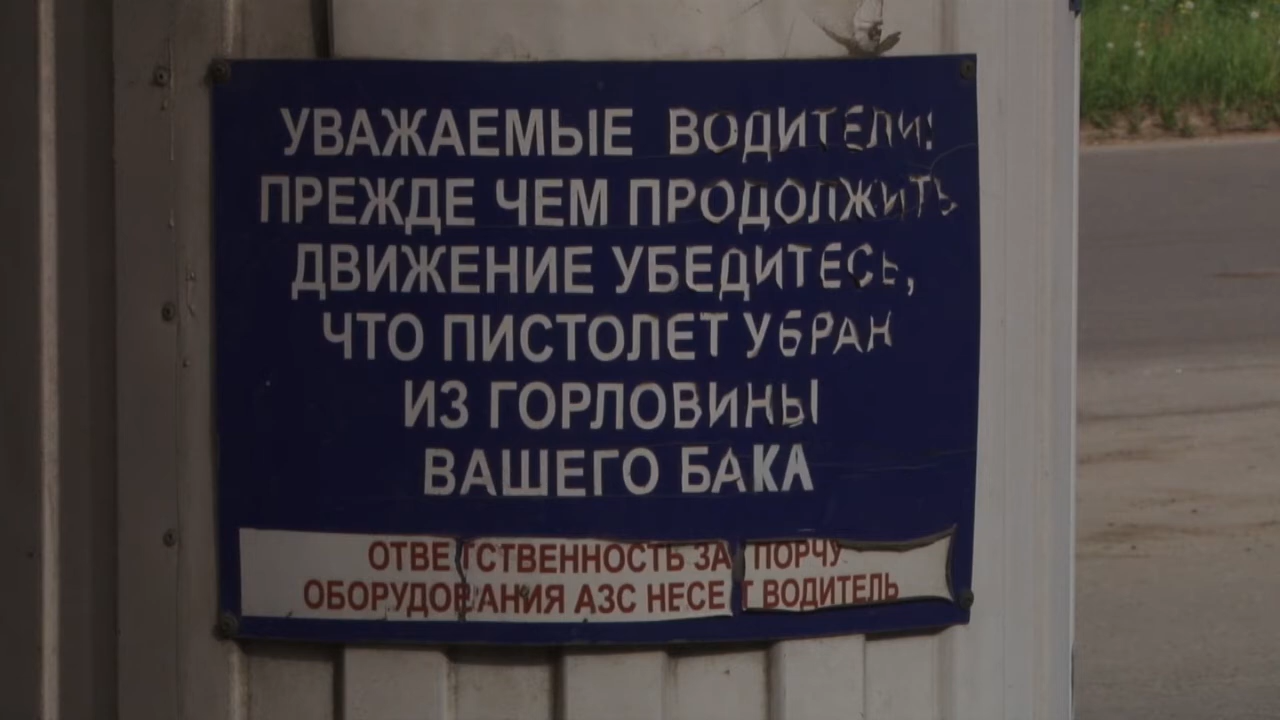 УВАЖАЕМЫЕ ВОДИТЕЛИ!
ПРЕЖДЕ ЧЕМ ПРОДОЛЖИТЬ
ДВИЖЕНИЕ УБЕДИТЕСЬ,
ЧТО ПИСТОЛЕТ УБРАН
ИЗ ГОРЛОВИНЫ
ВАШЕГО БАКА
ОТВЕТСТВЕННОСТЬ ЗА ПОРЧУ
ОБОРУДОВАНИЯ АЗС НЕСЕТ ВОДИТЕЛЬ